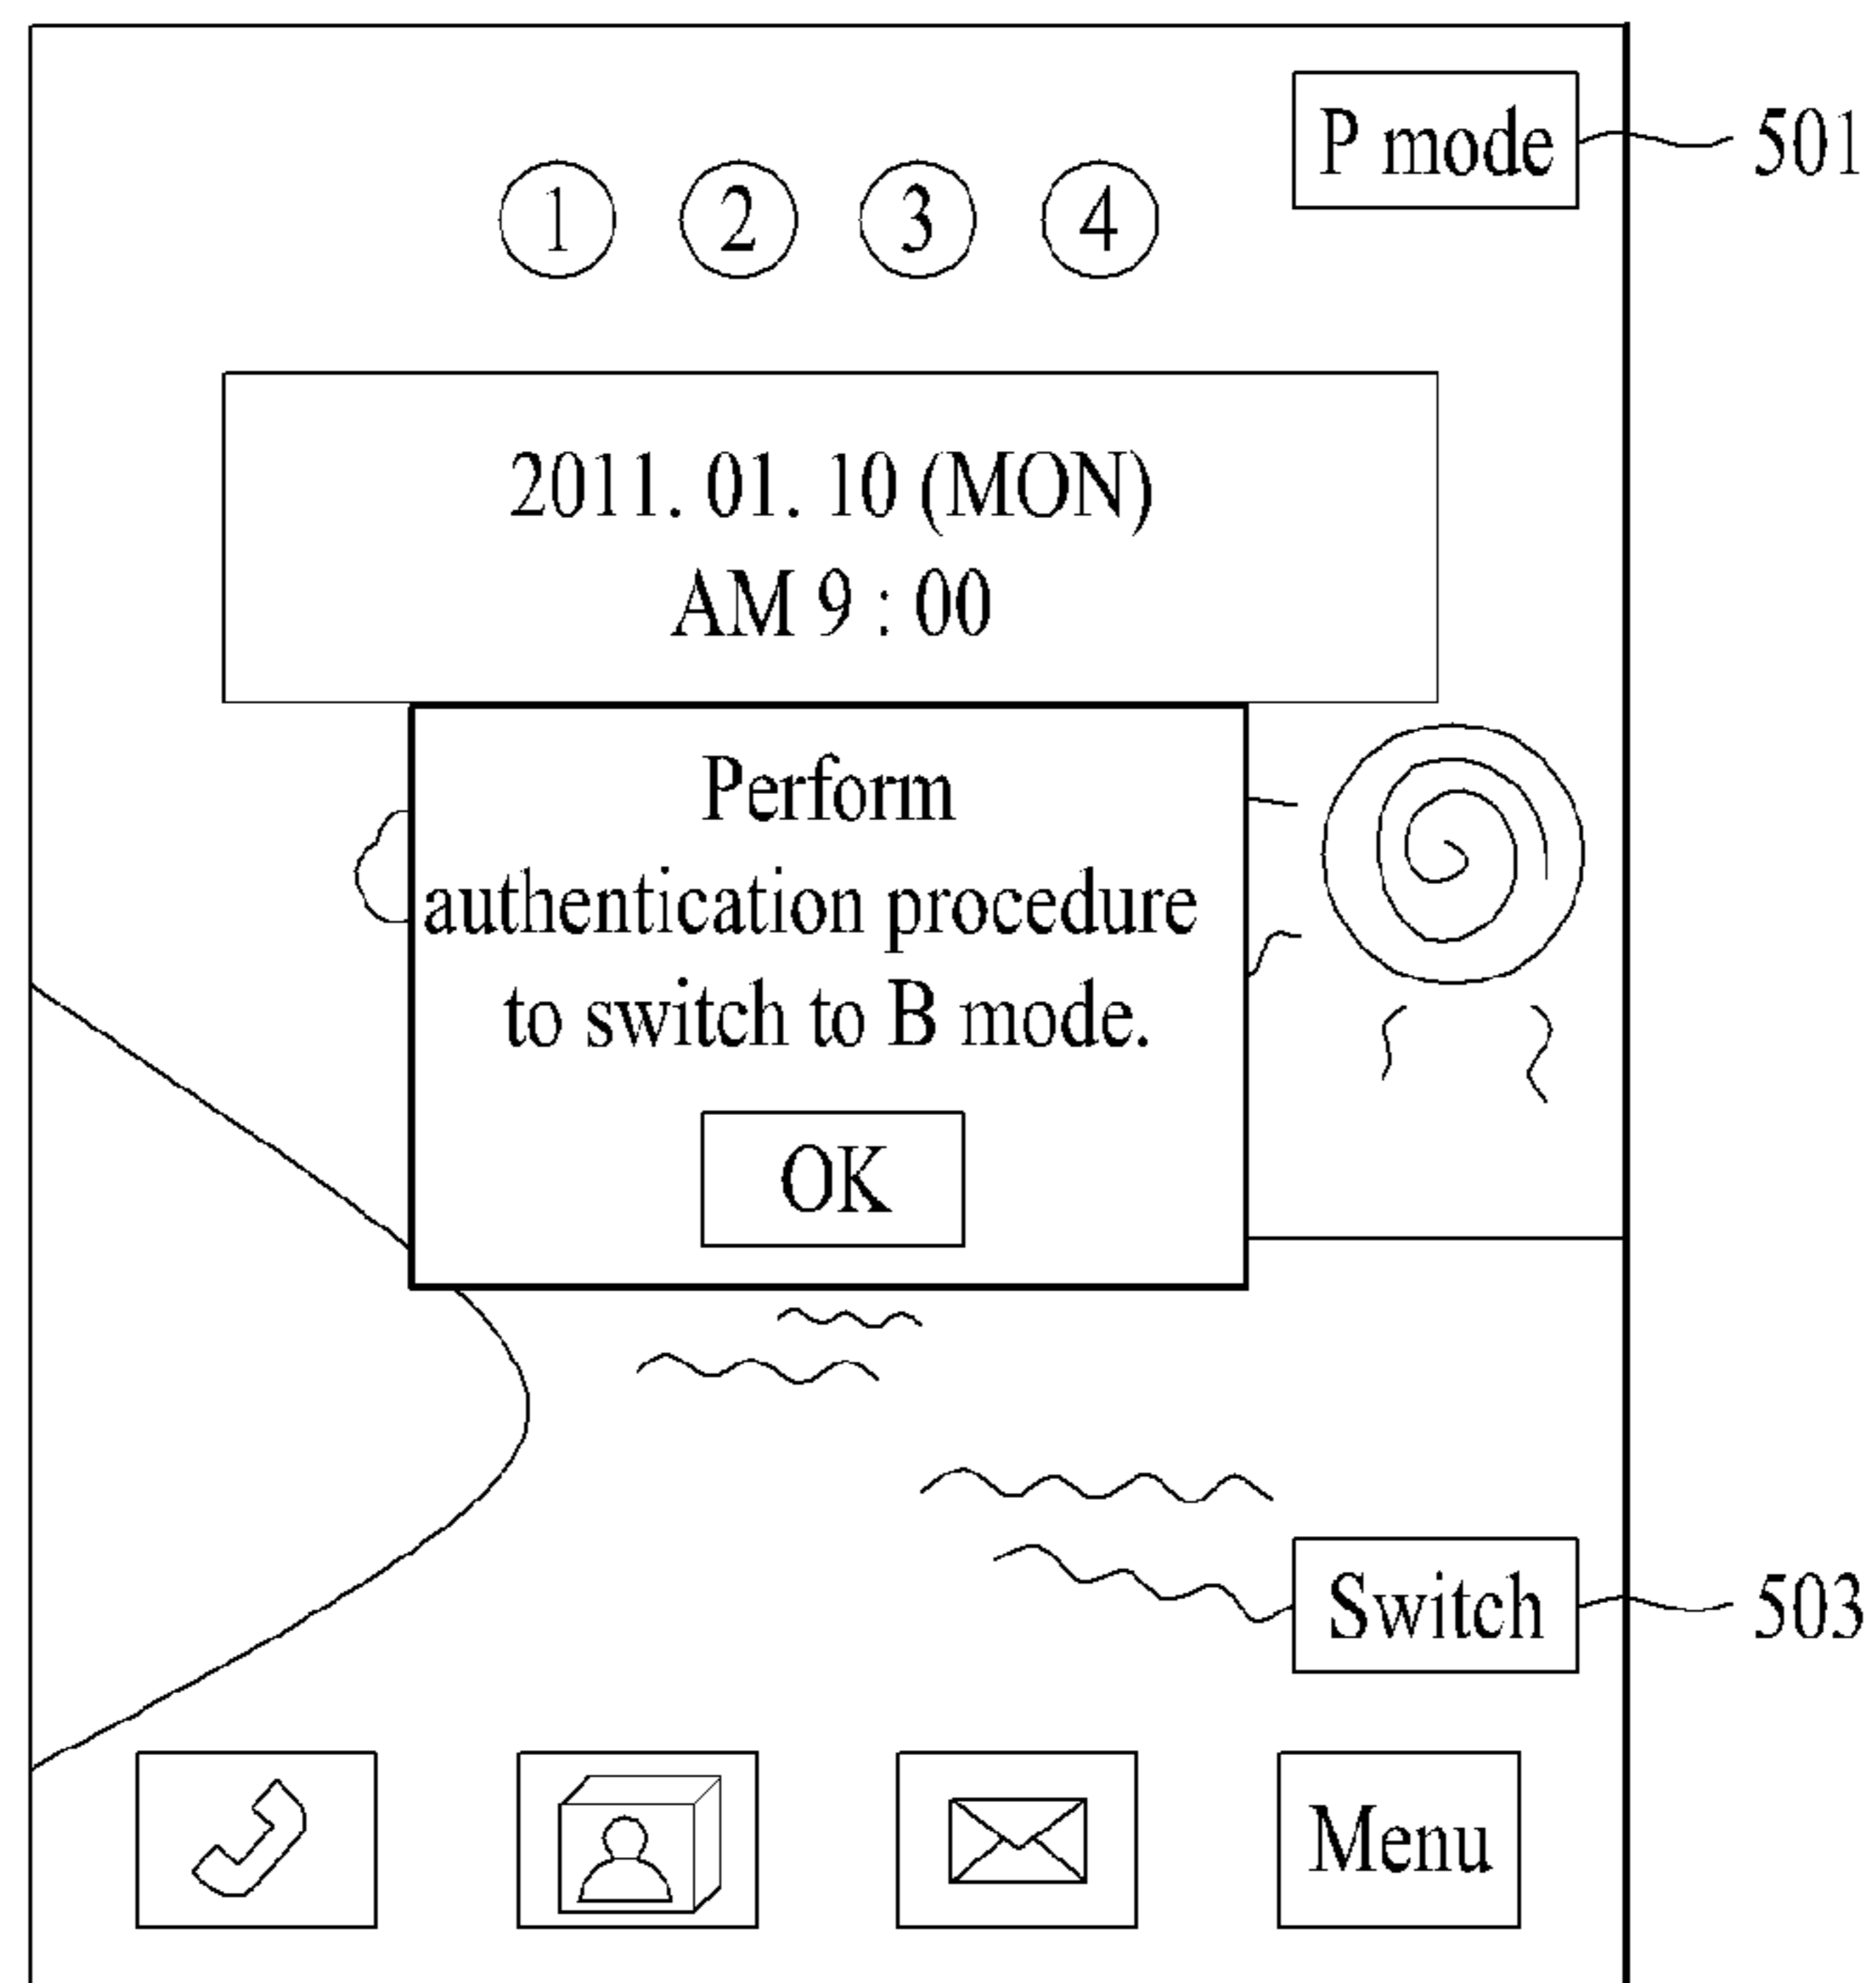 P mode
501
1 2 3 4
2011. 01. 10 (MON)
AM 9 : 00
Perform
authentication procedure
to switch to B mode.
OK
Switch
503
Menu